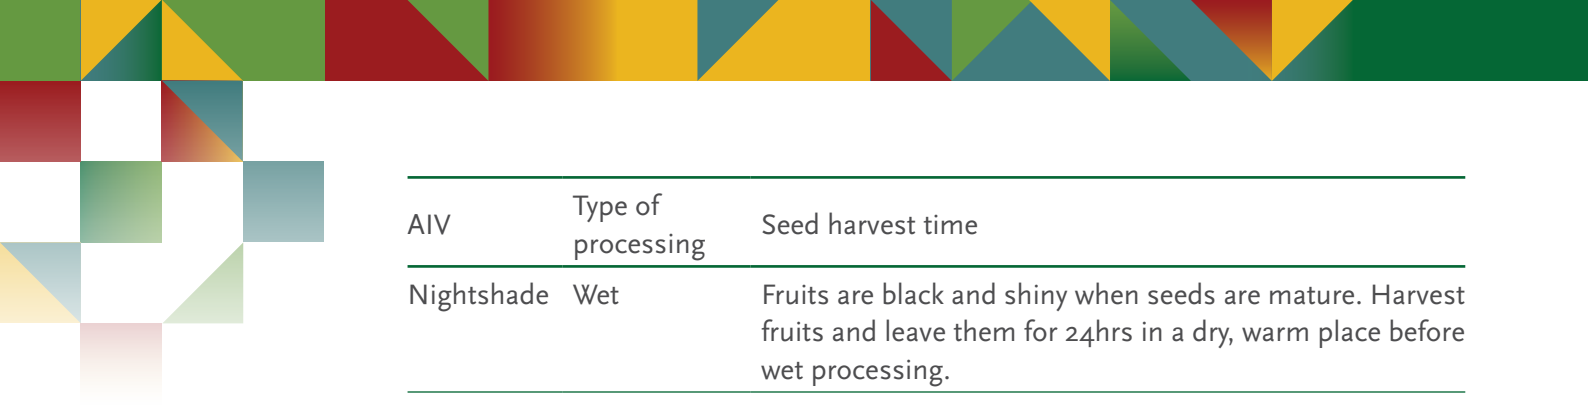 AIV
Type of
processing
Seed harvest time
Nightshade Wet Fruits are black and shiny when seeds are mature. Harvest
fruits and leave them for 24hrs in a dry, warm place before
wet processing.